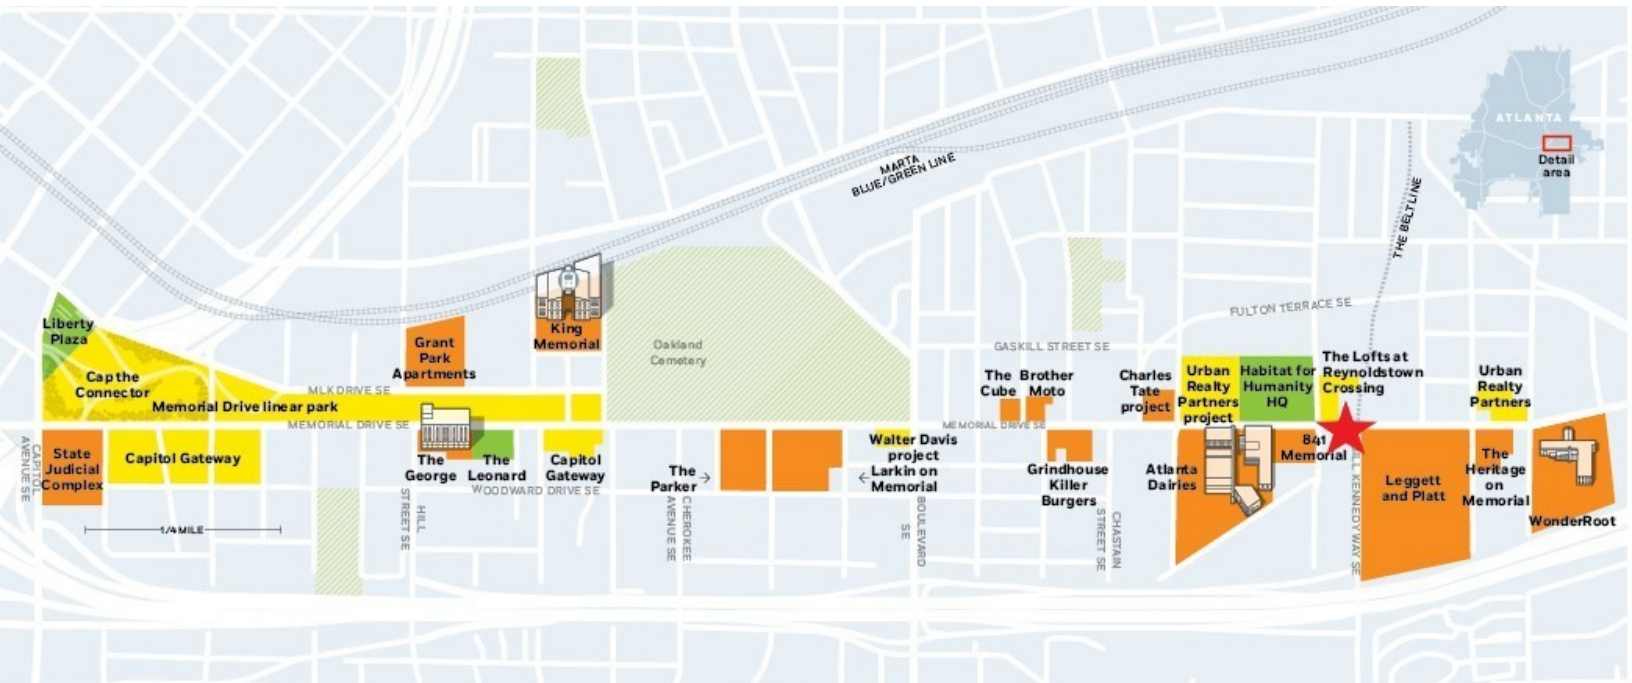 ATLANTA
Detail
area
MARTA
BLUE/GREEN LINE
THE BELTLINE
FULTON TERRACE SE
GASKILL STREET SE
Oakland
Cemetery
Liberty
Plaza
Cap the
Connector
Memorial Drive linear park
MLK DRIVE SE
MEMORIAL DRIVE SE
Grant
Park
Apartments
King
Memorial
The
Cube
Brother
Moto
Charles
Tate
project
Urban
Realty
Partners
project
Habitat for
Humanity
HQ
The Lofts at
Reynoldstown
Crossing
Urban
Realty
Partners
MEMORIAL DRIVE SE
CAPITOL
AVENUE SE
State
Judicial
Complex
Capitol Gateway
The
George
The
Leonard
Capitol
Gateway
WOODWARD DRIVE SE
The
Parker →
Walter Davis
project
← Larkin on
Memorial
Grindhouse
Killer
Burgers
Atlanta
Dairies
841
Memorial
Leggett
and Platt
The
Heritage
on
Memorial
WonderRoot
1/4 MILE
HILL
STREET SE
CHEROKEE
AVENUE SE
BOULEVARD
SE
CHASTAIN
STREET SE
KENNEDY WAY SE